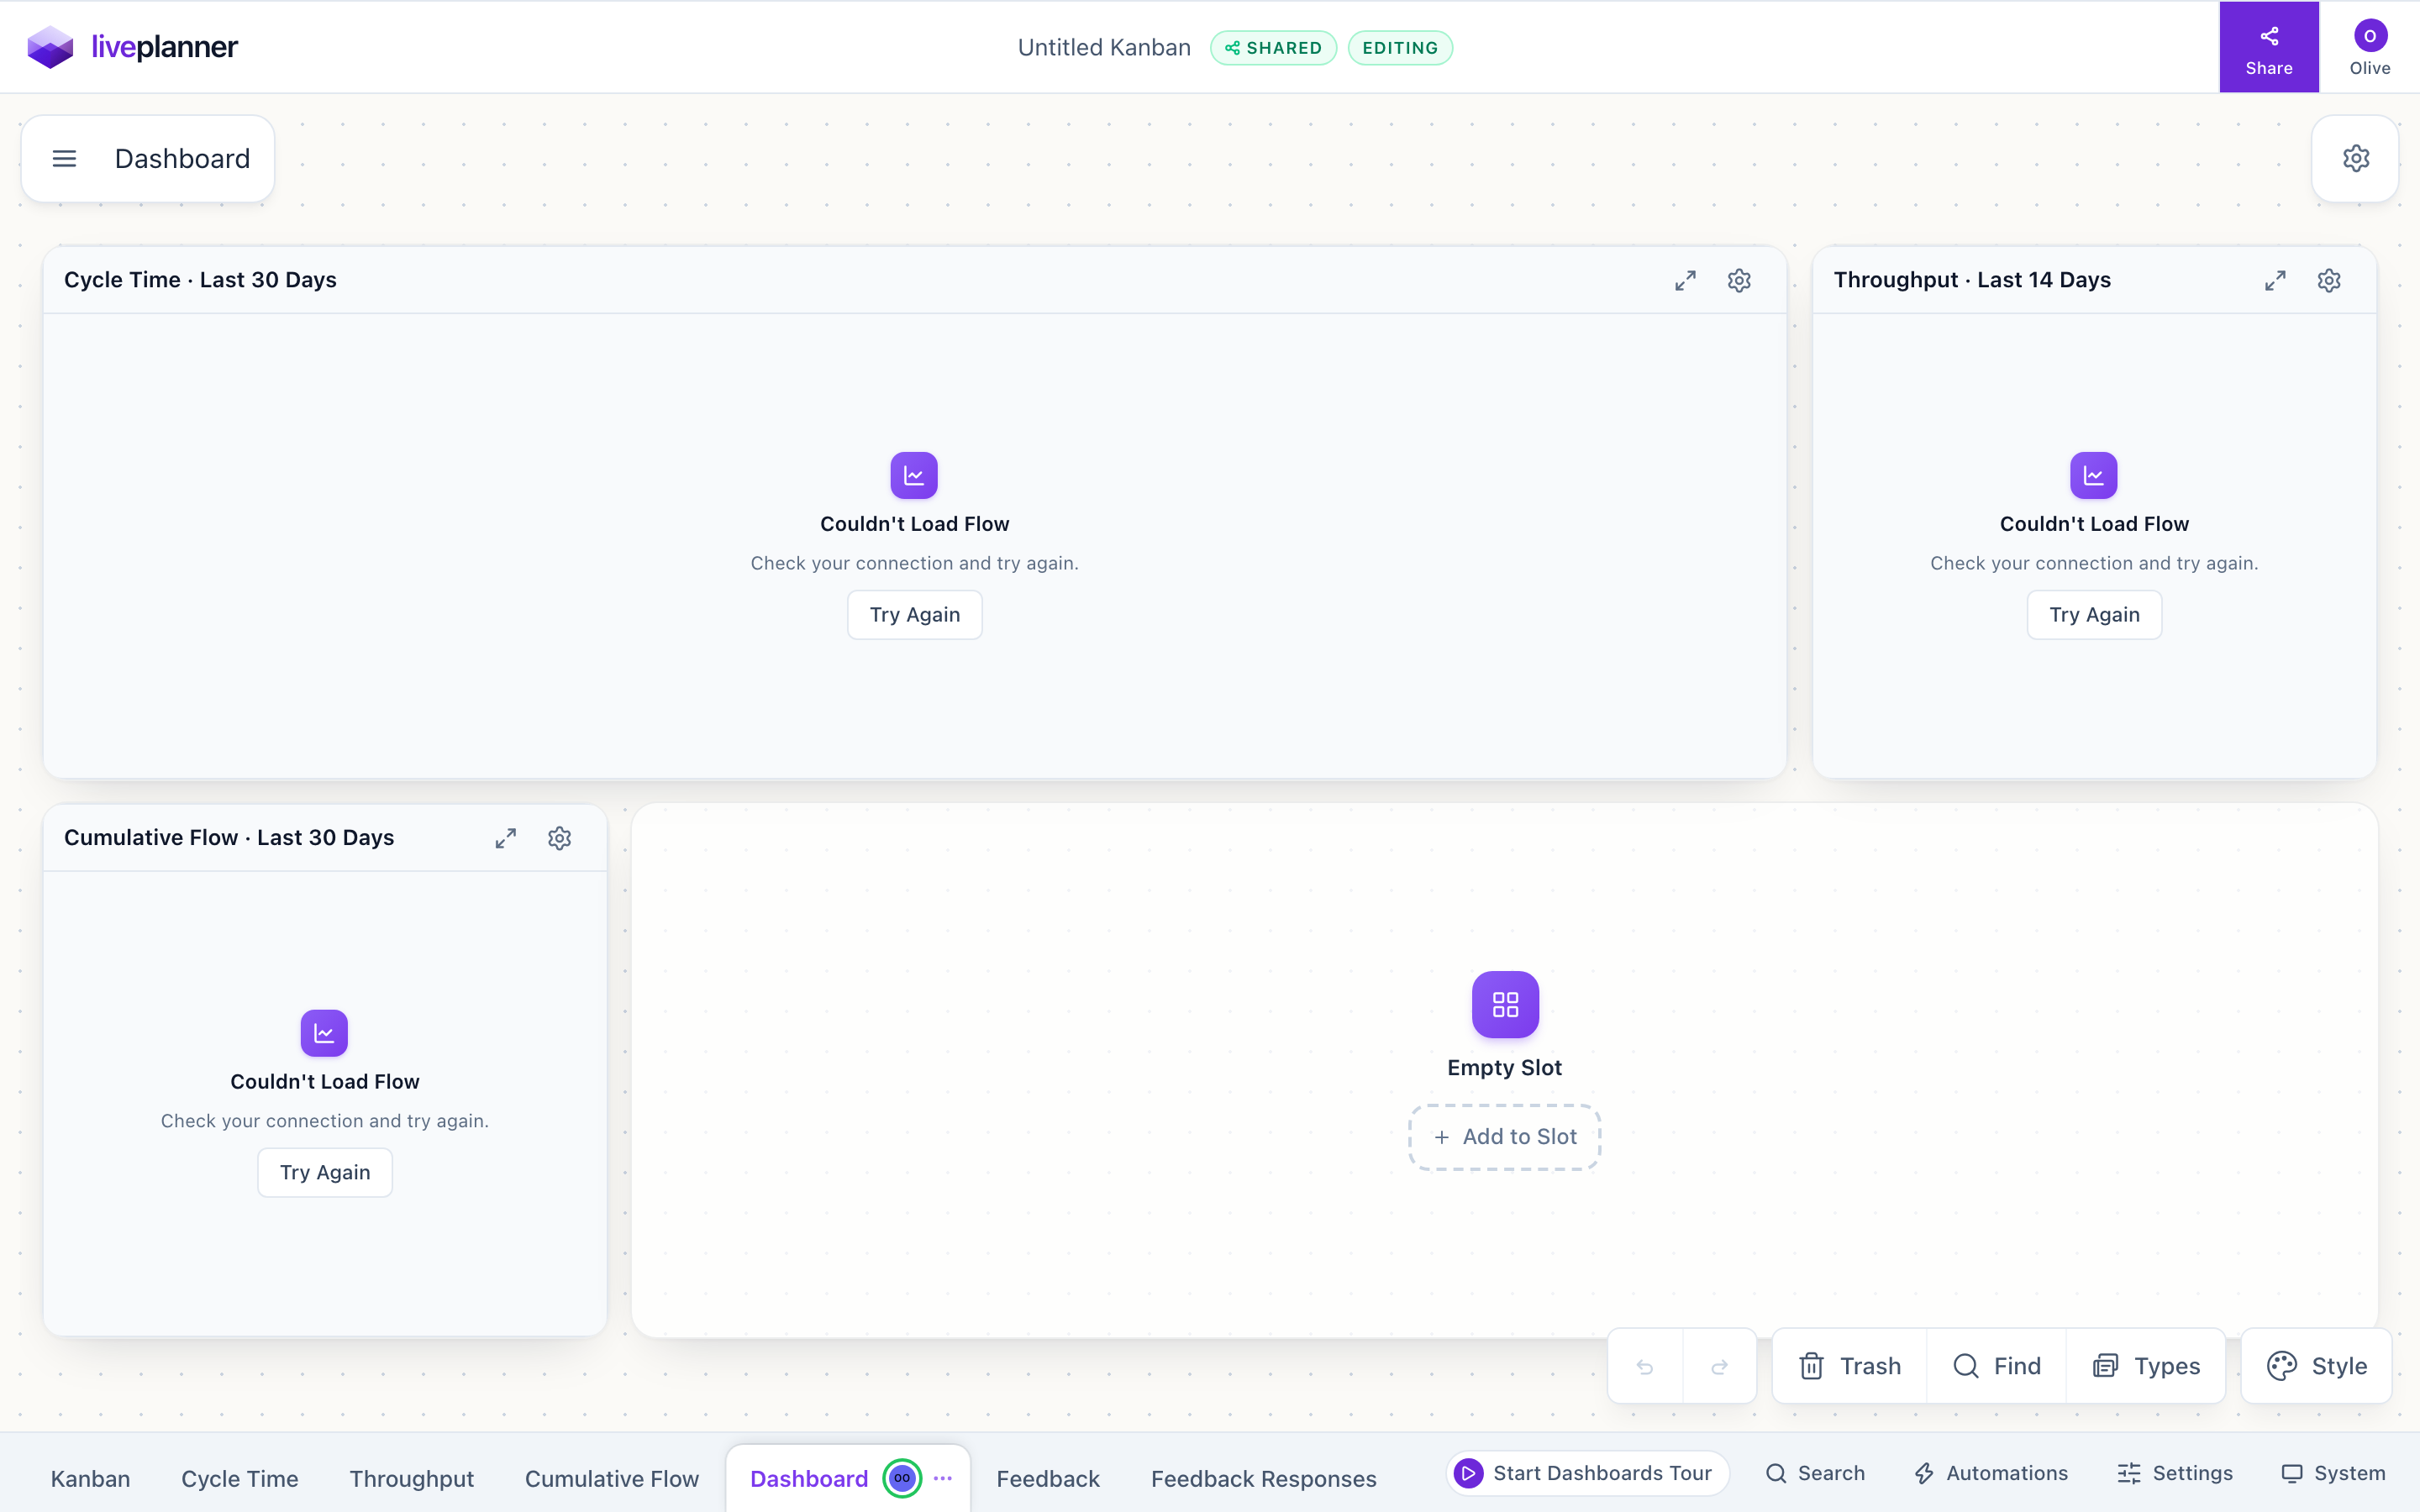 liveplanner
Untitled Kanban
SHARED
EDITING
Share
O
Olive
Dashboard
Cycle Time · Last 30 Days
Throughput · Last 14 Days
Couldn't Load Flow
Check your connection and try again.
Try Again
Couldn't Load Flow
Check your connection and try again.
Try Again
Cumulative Flow · Last 30 Days
Couldn't Load Flow
Check your connection and try again.
Try Again
Empty Slot
+ Add to Slot
Trash
Find
Types
Style
Kanban
Cycle Time
Throughput
Cumulative Flow
Dashboard
OO
Feedback
Feedback Responses
Start Dashboards Tour
Search
Automations
Settings
System